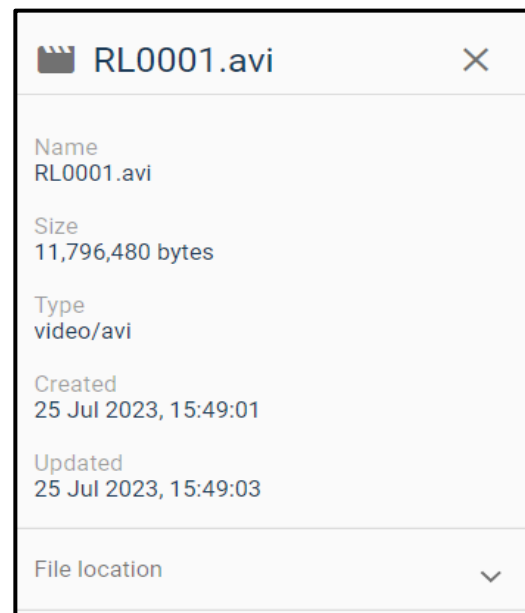 RL0001.avi
Name
RL0001.avi
Size
11,796,480 bytes
Type
video/avi
Created
25 Jul 2023, 15:49:01
Updated
25 Jul 2023, 15:49:03
File location